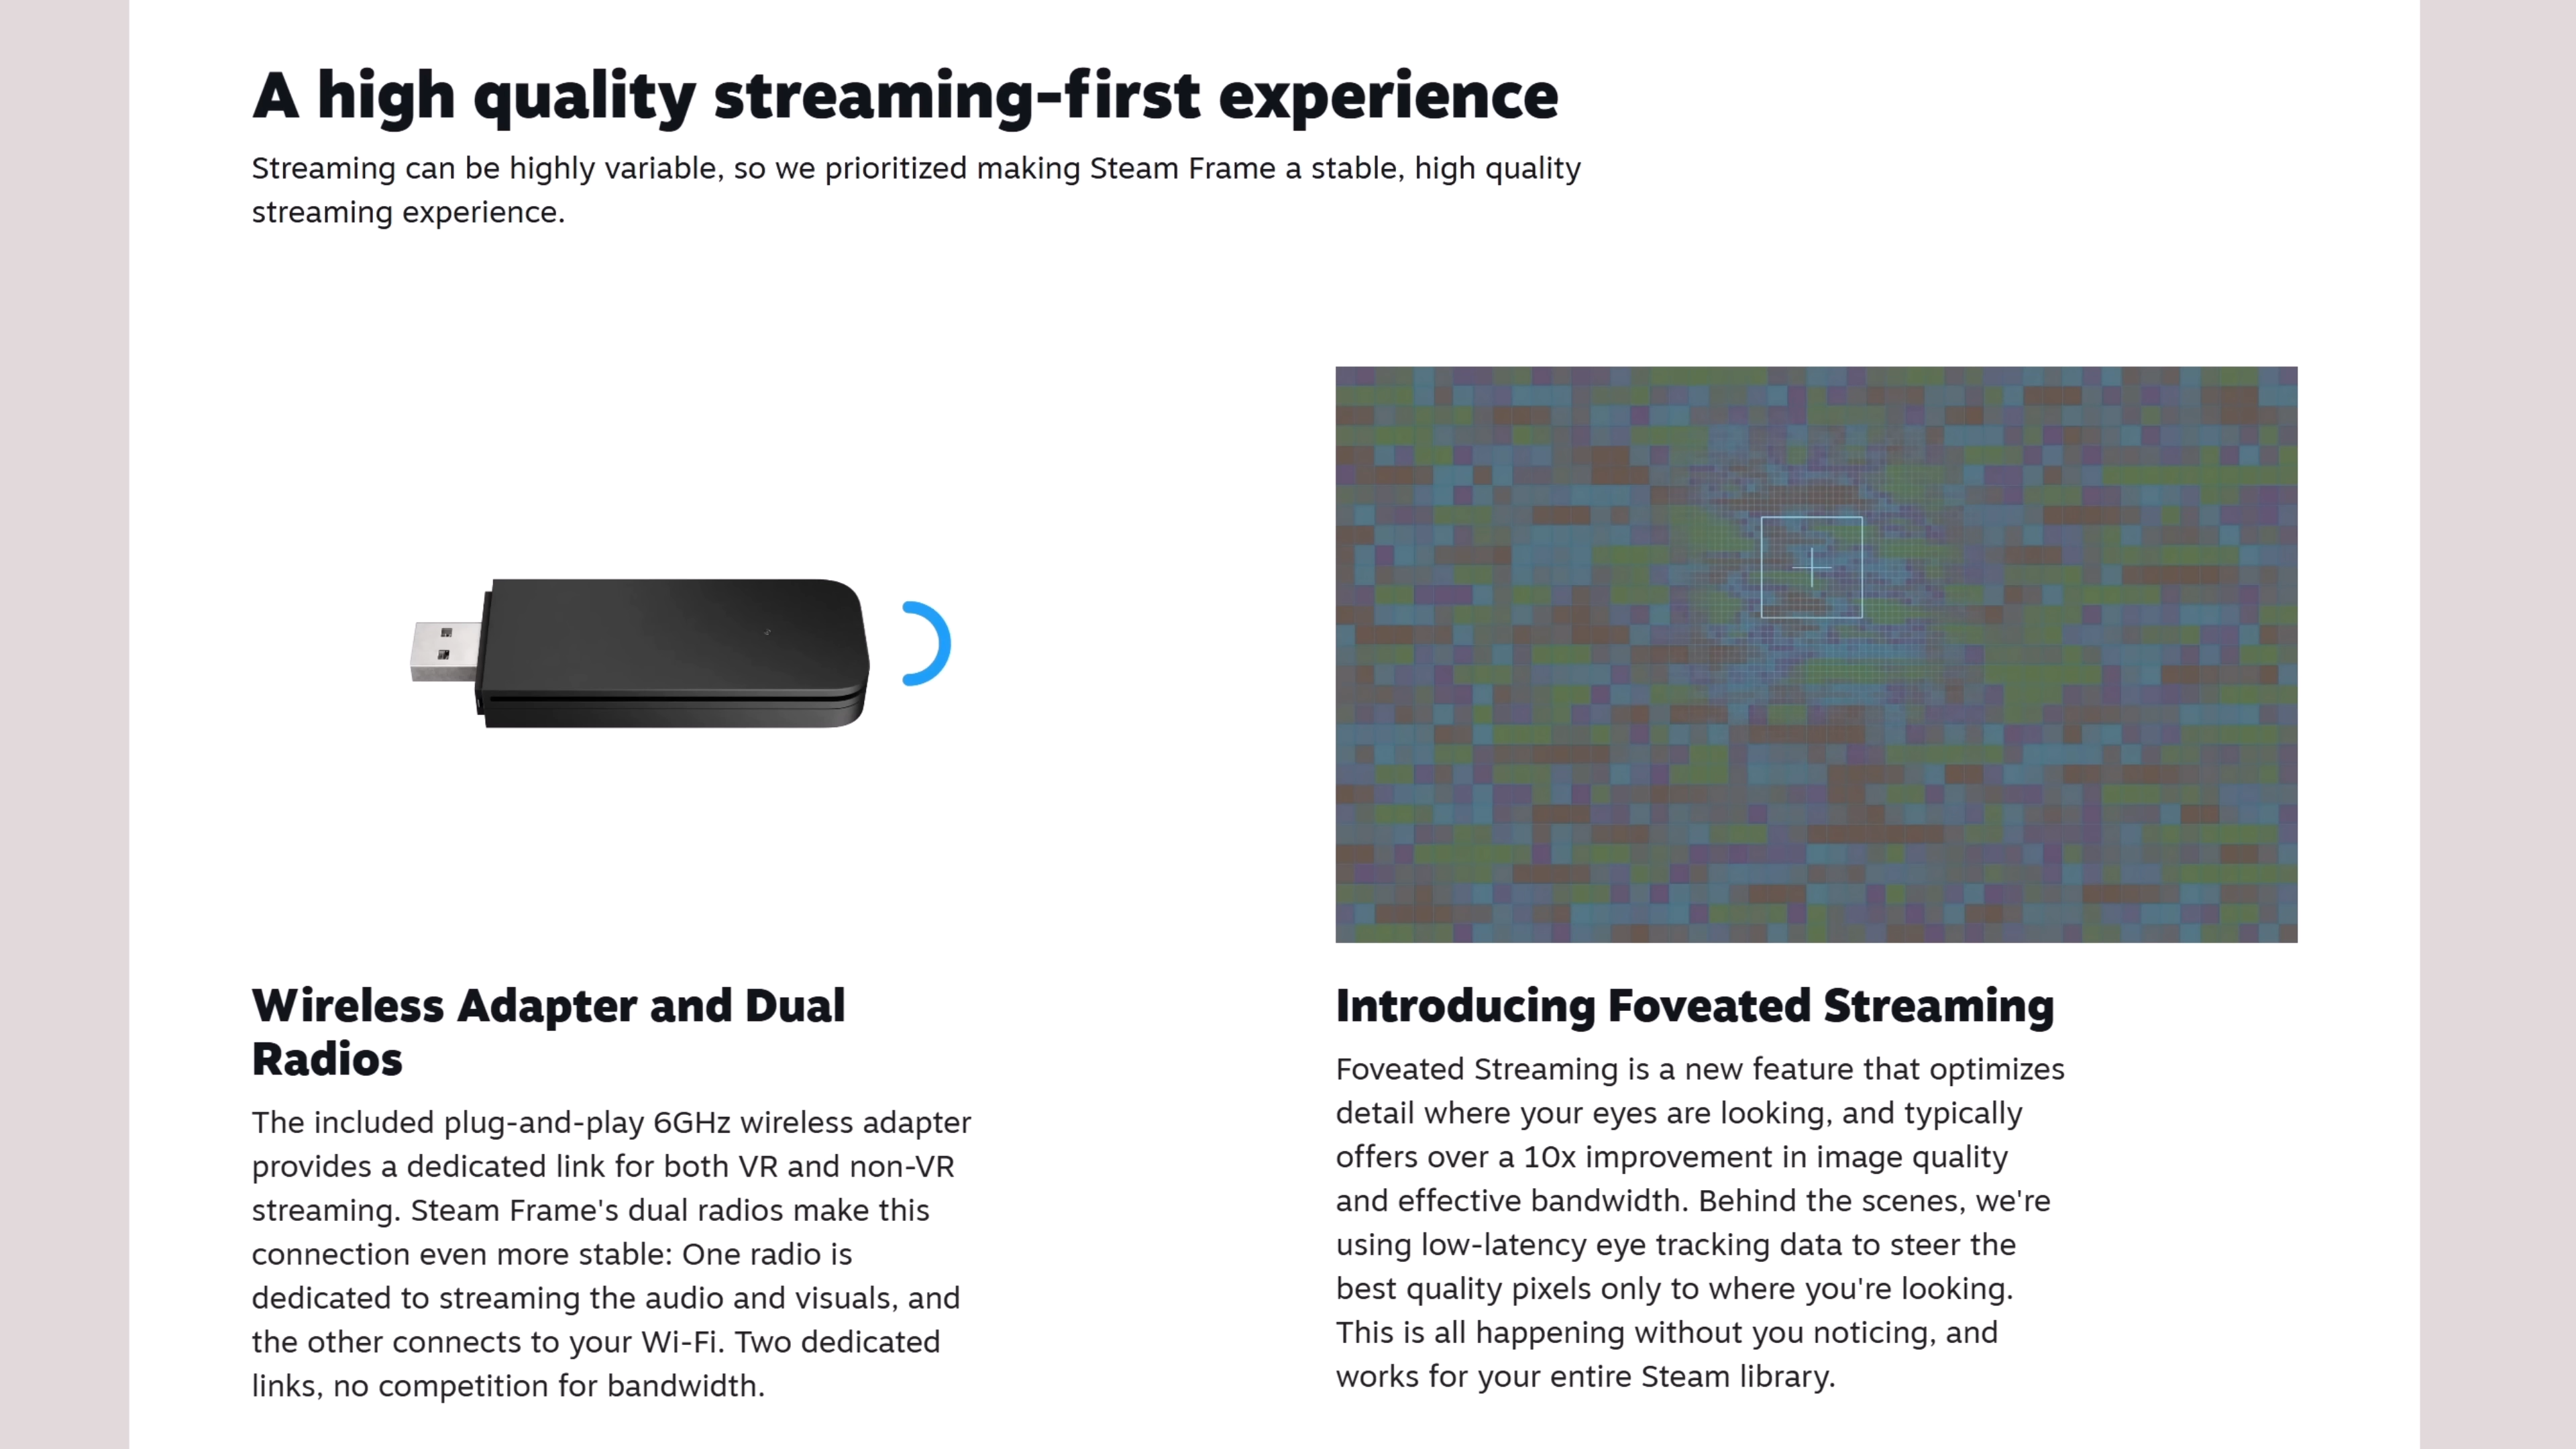 A high quality streaming-first experience
Streaming can be highly variable, so we prioritized making Steam Frame a stable, high quality
streaming experience.
Wireless Adapter and Dual
Radios
The included plug-and-play 6GHz wireless adapter
provides a dedicated link for both VR and non-VR
streaming. Steam Frame's dual radios make this
connection even more stable: One radio is
dedicated to streaming the audio and visuals, and
the other connects to your Wi-Fi. Two dedicated
links, no competition for bandwidth.
Introducing Foveated Streaming
Foveated Streaming is a new feature that optimizes
detail where your eyes are looking, and typically
offers over a 10x improvement in image quality
and effective bandwidth. Behind the scenes, we're
using low-latency eye tracking data to steer the
best quality pixels only to where you're looking.
This is all happening without you noticing, and
works for your entire Steam library.